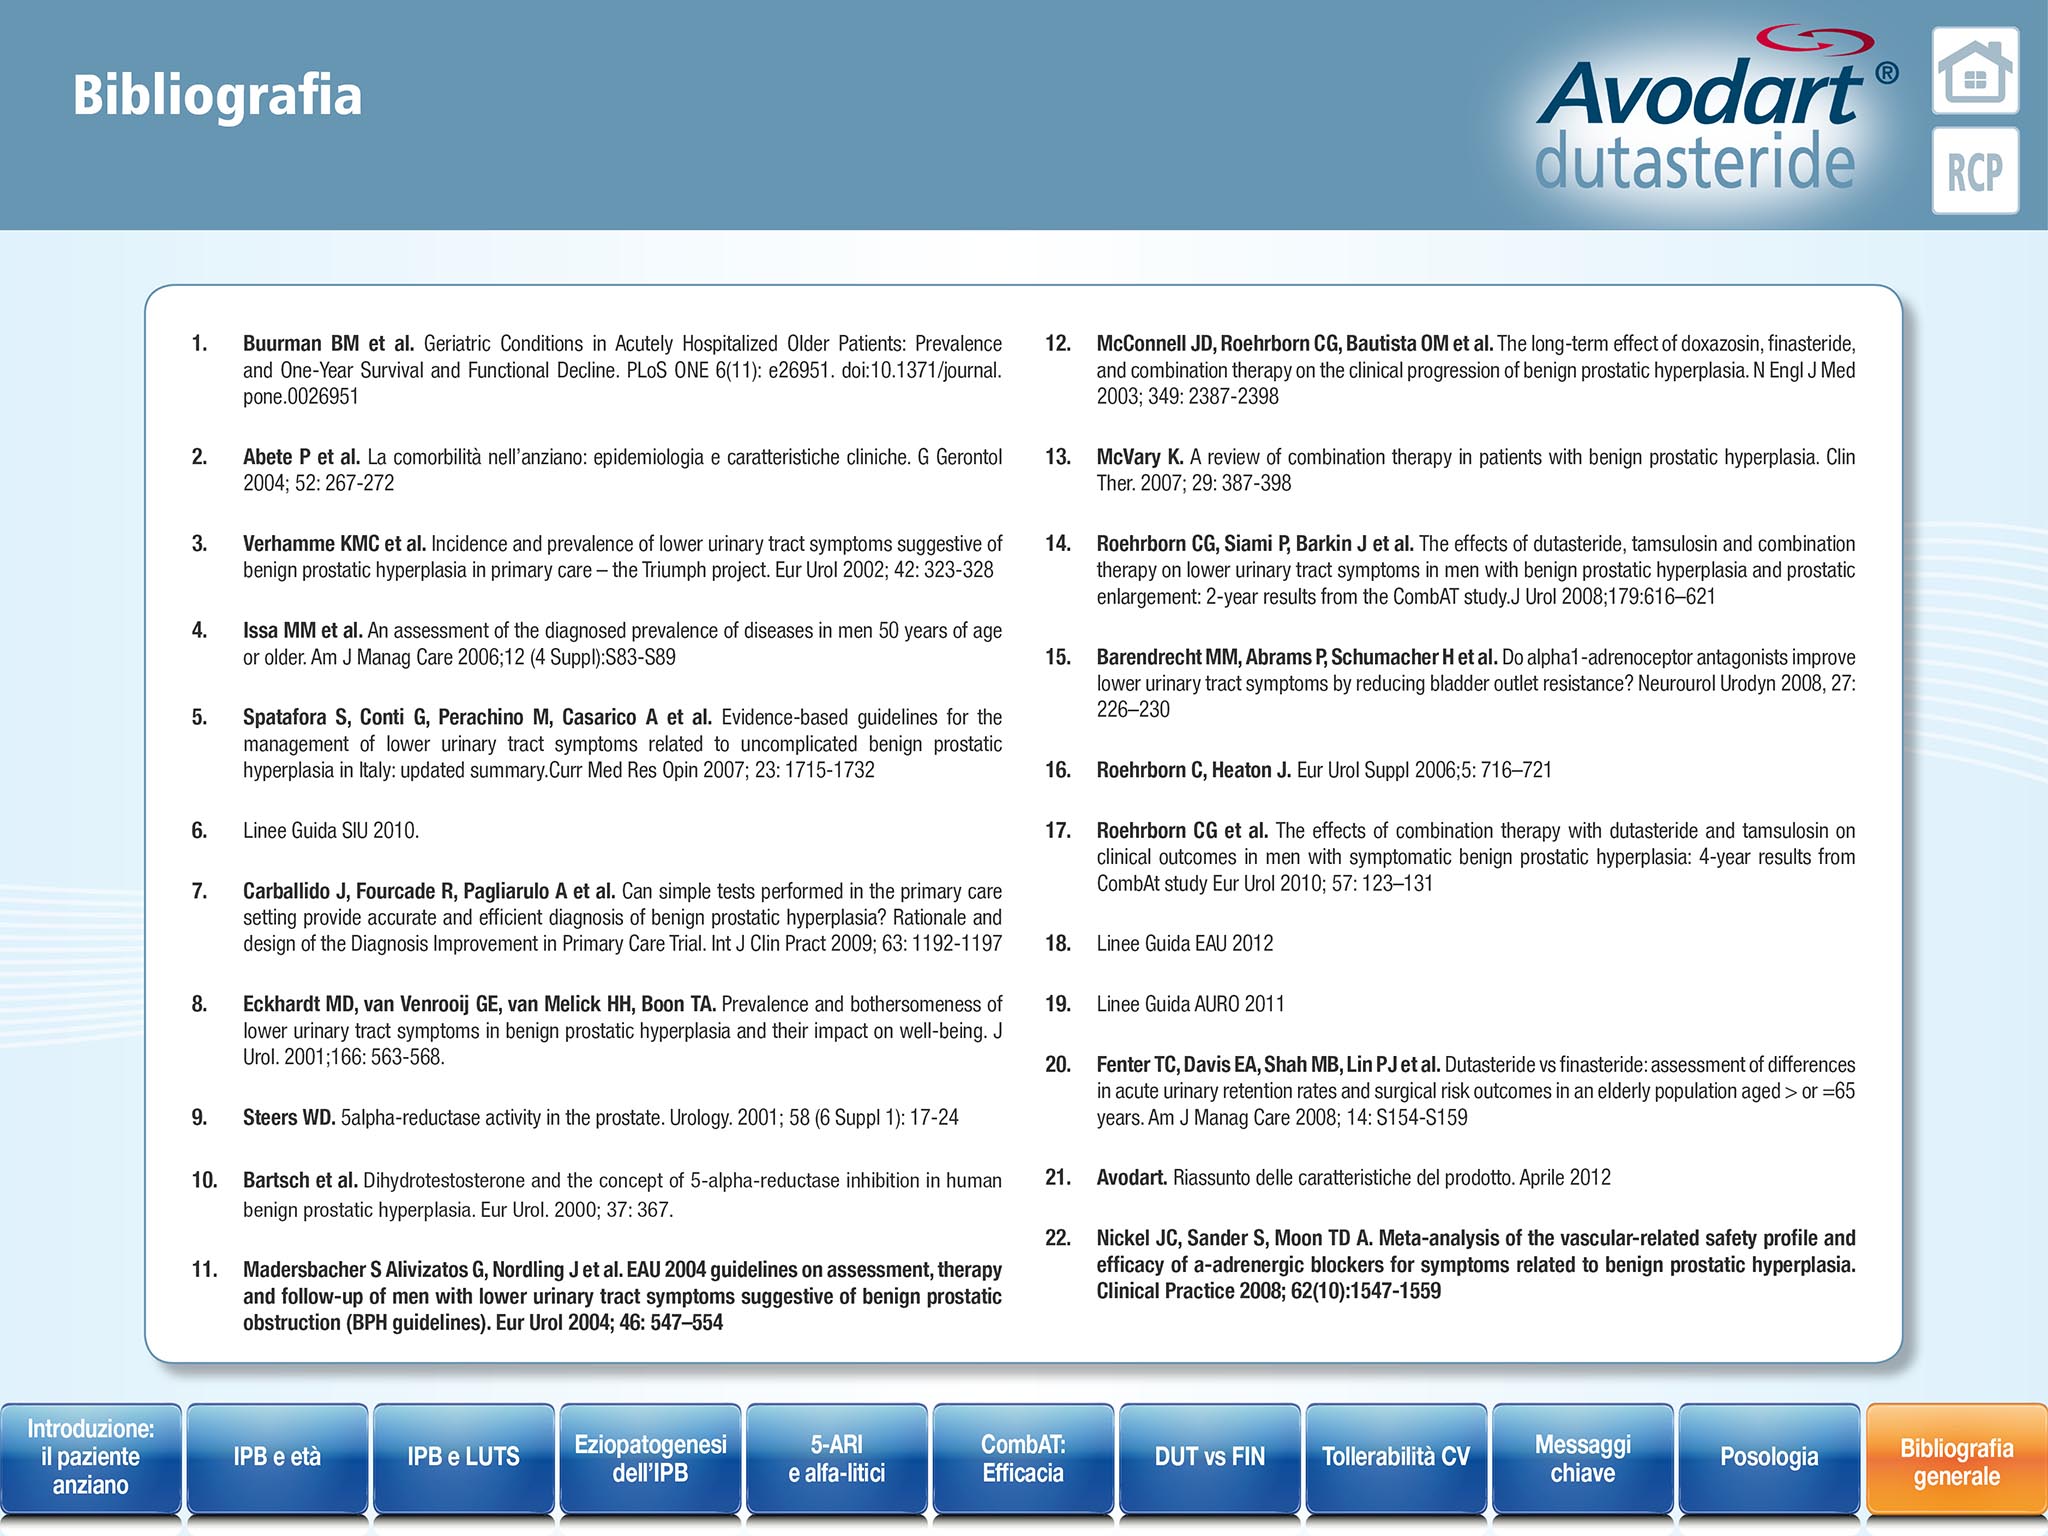 Bibliografia
Avodart®
dutasteride
RCP
1. Buurman BM et al. Geriatric Conditions in Acutely Hospitalized Older Patients: Prevalence
and One-Year Survival and Functional Decline. PLoS ONE 6(11): e26951. doi:10.1371/journal.
pone.0026951
2. Abete P et al. La comorbilità nell’anziano: epidemiologia e caratteristiche cliniche. G Gerontol
2004; 52: 267-272
3. Verhamme KMC et al. Incidence and prevalence of lower urinary tract symptoms suggestive of
benign prostatic hyperplasia in primary care – the Triumph project. Eur Urol 2002; 42: 323-328
4. Issa MM et al. An assessment of the diagnosed prevalence of diseases in men 50 years of age
or older. Am J Manag Care 2006;12 (4 Suppl):S83-S89
5. Spatafora S, Conti G, Perachino M, Casarico A et al. Evidence-based guidelines for the
management of lower urinary tract symptoms related to uncomplicated benign prostatic
hyperplasia in Italy: updated summary.Curr Med Res Opin 2007; 23: 1715-1732
6. Linee Guida SIU 2010.
7. Carballido J, Fourcade R, Pagliarulo A et al. Can simple tests performed in the primary care
setting provide accurate and efficient diagnosis of benign prostatic hyperplasia? Rationale and
design of the Diagnosis Improvement in Primary Care Trial. Int J Clin Pract 2009; 63: 1192-1197
8. Eckhardt MD, van Venrooij GE, van Melick HH, Boon TA. Prevalence and bothersomeness of
lower urinary tract symptoms in benign prostatic hyperplasia and their impact on well-being. J
Urol. 2001;166: 563-568.
9. Steers WD. 5alpha-reductase activity in the prostate. Urology. 2001; 58 (6 Suppl 1): 17-24
10. Bartsch et al. Dihydrotestosterone and the concept of 5-alpha-reductase inhibition in human
benign prostatic hyperplasia. Eur Urol. 2000; 37: 367.
11. Madersbacher S Alivizatos G, Nordling J et al. EAU 2004 guidelines on assessment, therapy
and follow-up of men with lower urinary tract symptoms suggestive of benign prostatic
obstruction (BPH guidelines). Eur Urol 2004; 46: 547–554
12. McConnell JD, Roehrborn CG, Bautista OM et al. The long-term effect of doxazosin, finasteride,
and combination therapy on the clinical progression of benign prostatic hyperplasia. N Engl J Med
2003; 349: 2387-2398
13. McVary K. A review of combination therapy in patients with benign prostatic hyperplasia. Clin
Ther. 2007; 29: 387-398
14. Roehrborn CG, Siami P, Barkin J et al. The effects of dutasteride, tamsulosin and combination
therapy on lower urinary tract symptoms in men with benign prostatic hyperplasia and prostatic
enlargement: 2-year results from the CombAT study.J Urol 2008;179:616–621
15. Barendrecht MM, Abrams P, Schumacher H et al. Do alpha1-adrenoceptor antagonists improve
lower urinary tract symptoms by reducing bladder outlet resistance? Neurourol Urodyn 2008, 27:
226–230
16. Roehrborn C, Heaton J. Eur Urol Suppl 2006;5: 716–721
17. Roehrborn CG et al. The effects of combination therapy with dutasteride and tamsulosin on
clinical outcomes in men with symptomatic benign prostatic hyperplasia: 4-year results from
CombAt study Eur Urol 2010; 57: 123–131
18. Linee Guida EAU 2012
19. Linee Guida AURO 2011
20. Fenter TC, Davis EA, Shah MB, Lin PJ et al. Dutasteride vs finasteride: assessment of differences
in acute urinary retention rates and surgical risk outcomes in an elderly population aged > or =65
years. Am J Manag Care 2008; 14: S154-S159
21. Avodart. Riassunto delle caratteristiche del prodotto. Aprile 2012
22. Nickel JC, Sander S, Moon TD A. Meta-analysis of the vascular-related safety profile and
efficacy of a-adrenergic blockers for symptoms related to benign prostatic hyperplasia.
Clinical Practice 2008; 62(10):1547-1559
Introduzione:
il paziente
anziano
IPB e età
IPB e LUTS
Eziopatogenesi
dell’IPB
5-ARI
e alfa-litici
CombAT:
Efficacia
DUT vs FIN
Tollerabilità CV
Messaggi
chiave
Posologia
Bibliografia
generale